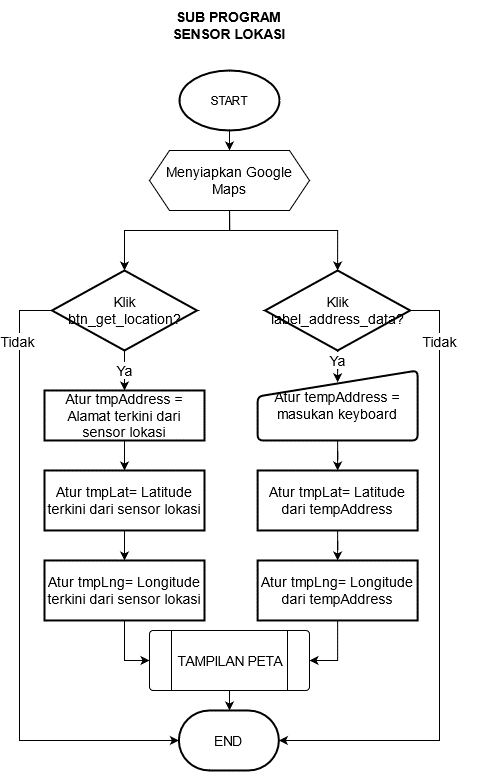 SUB PROGRAM
SENSOR LOKASI
START
Menyiapkan Google
Maps
Klik
btn_get_location?
Klik
label_address_data?
Tidak
Tidak
Ya
Ya
Atur tmpAddress =
Alamat terkini dari
sensor lokasi
Atur tempAddress =
masukan keyboard
Atur tmpLat= Latitude
terkini dari sensor lokasi
Atur tmpLat= Latitude
dari tempAddress
Atur tmpLng= Longitude
terkini dari sensor lokasi
Atur tmpLng= Longitude
dari tempAddress
TAMPILAN PETA
END